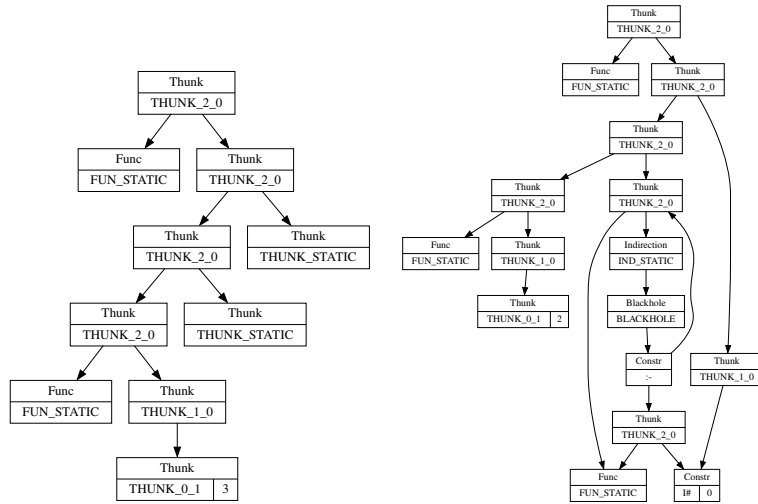 Thunk
THUNK_2_0
Func
FUN_STATIC
Thunk
THUNK_2_0
Thunk
THUNK_2_0
Thunk
THUNK_STATIC
Thunk
THUNK_2_0
Thunk
THUNK_STATIC
Func
FUN_STATIC
Thunk
THUNK_1_0
Thunk
THUNK_0_1 3
Thunk
THUNK_2_0
Func
FUN_STATIC
Thunk
THUNK_2_0
Thunk
THUNK_2_0
Thunk
THUNK_2_0
Thunk
THUNK_2_0
Func
FUN_STATIC
Thunk
THUNK_1_0
Indirection
IND_STATIC
Thunk
THUNK_0_1 2
Blackhole
BLACKHOLE
Constr
:-
Thunk
THUNK_1_0
Thunk
THUNK_2_0
Func
FUN_STATIC
Constr
I# 0